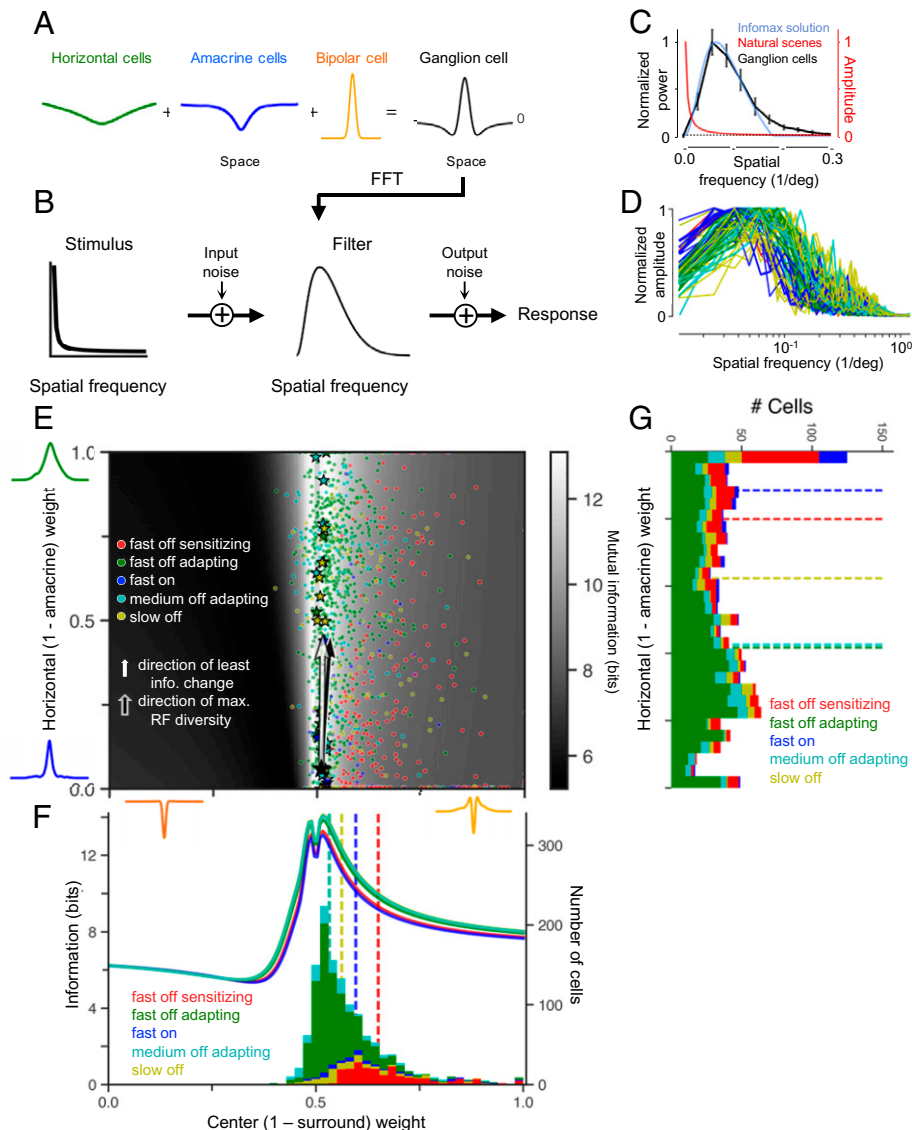 A
Horizontal cells
Amacrine cells
Bipolar cell
Ganglion cell
+
+
=
-
0
Space
Space
FFT
B
Stimulus
Input
noise
Filter
Output
noise
Response
Spatial frequency
Spatial frequency
C
Infomax solution
Natural scenes
Ganglion cells
Normalized
power
1
0
1
0
Amplitude
0.0
0.3
Spatial
frequency (1/deg)
D
Normalized
amplitude
1
0
10⁻¹
10⁰
Spatial frequency (1/deg)
E
Horizontal (1 - amacrine) weight
0.5
fast off sensitizing
fast off adapting
fast on
medium off adapting
slow off
direction of least
info. change
direction of max.
RF diversity
12
10
8
6
Mutual information (bits)
G
# Cells
0
50
100
150
Horizontal (1 - amacrine) weight
fast off sensitizing
fast off adapting
fast on
medium off adapting
slow off
F
Information (bits)
12
8
4
0
300
200
100
0
Number of cells
fast off sensitizing
fast off adapting
fast on
medium off adapting
slow off
0.0
0.5
1.0
Center (1 – surround) weight